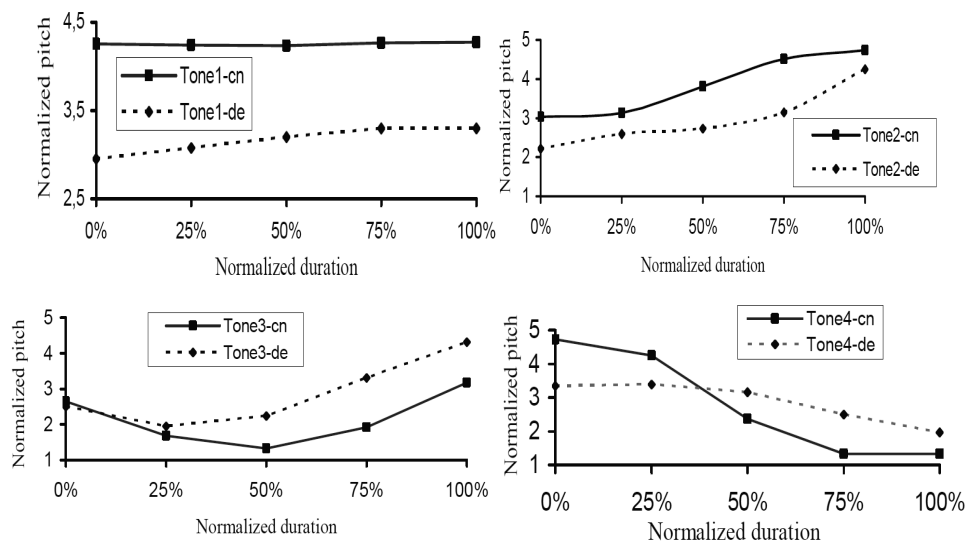 4,5
3,5
2,5
Normalized pitch
Tone1-cn
Tone1-de
0% 25% 50% 75% 100%
Normalized duration
5
4
3
2
1
Normalized pitch
Tone2-cn
Tone2-de
0% 25% 50% 75% 100%
Normalized duration
5
4
3
2
1
Normalized pitch
Tone3-cn
Tone3-de
0% 25% 50% 75% 100%
Normalized duration
5
4
3
2
1
Normalized pitch
Tone4-cn
Tone4-de
0% 25% 50% 75% 100%
Normalized duration